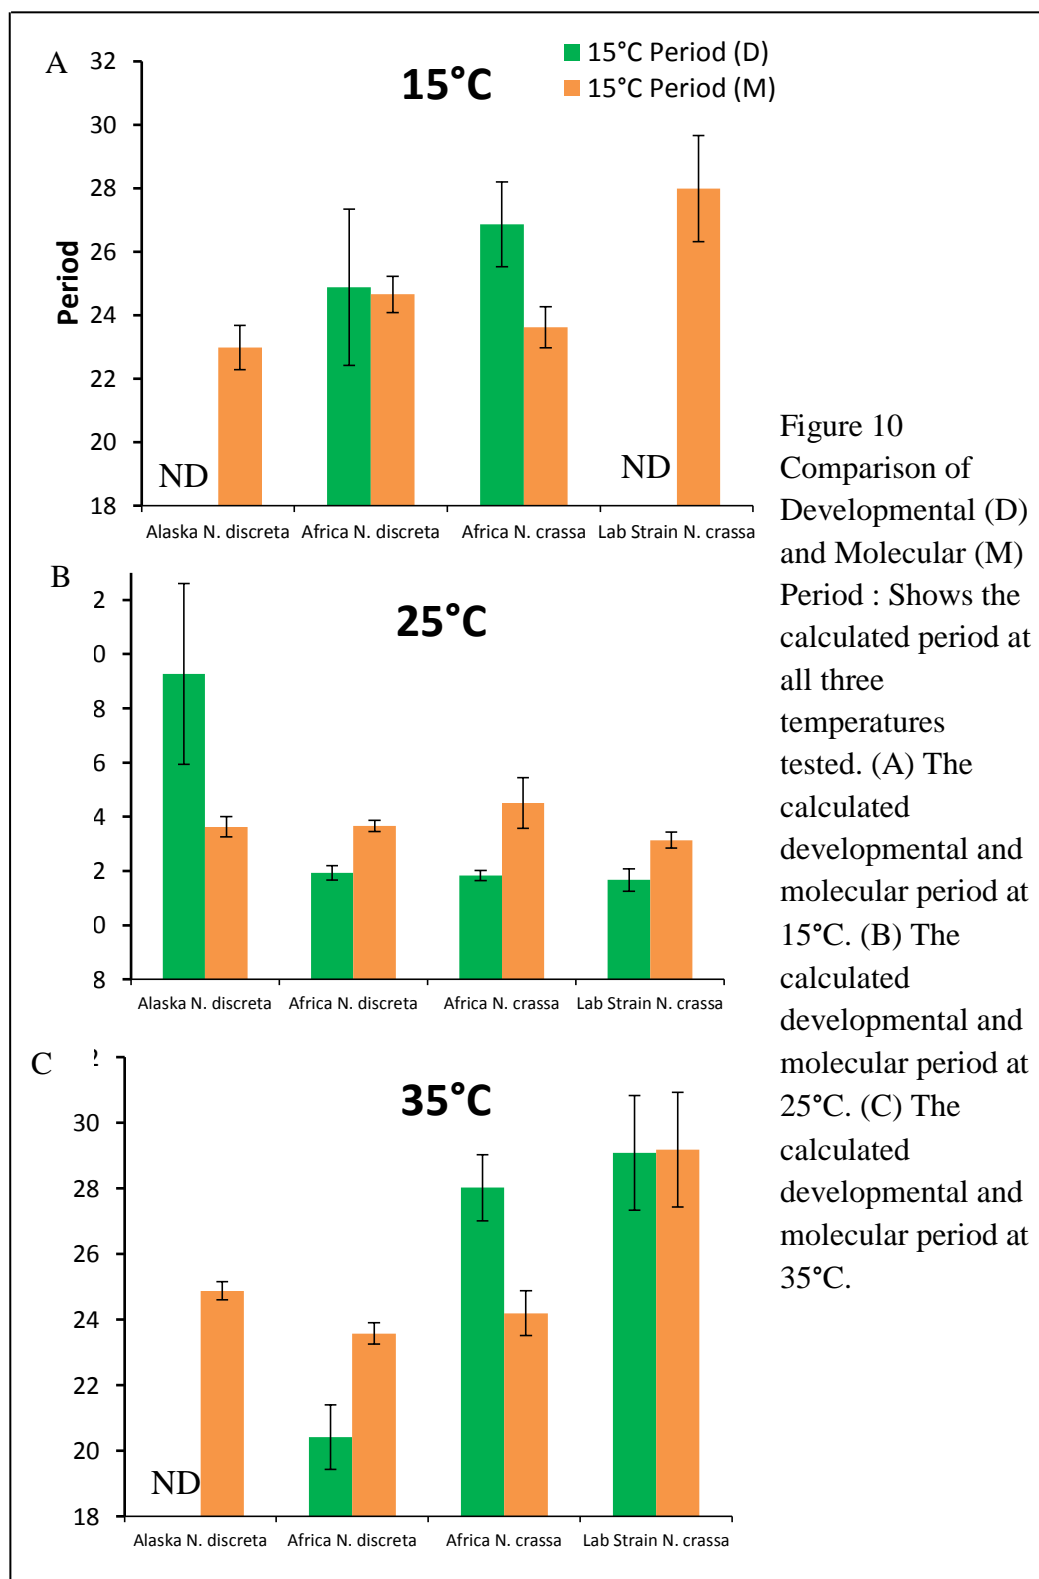 A
15°C
15°C Period (D)
15°C Period (M)
32
30
28
26
24
22
20
18
Period
ND
ND
Alaska N. discreta
Africa N. discreta
Africa N. crassa
Lab Strain N. crassa
B
25°C
2
0
8
6
4
2
0
8
Alaska N. discreta
Africa N. discreta
Africa N. crassa
Lab Strain N. crassa
C
35°C
30
28
26
24
22
20
18
ND
Alaska N. discreta
Africa N. discreta
Africa N. crassa
Lab Strain N. crassa
Figure 10
Comparison of
Developmental (D)
and Molecular (M)
Period : Shows the
calculated period at
all three
temperatures
tested. (A) The
calculated
developmental and
molecular period at
15°C. (B) The
calculated
developmental and
molecular period at
25°C. (C) The
calculated
developmental and
molecular period at
35°C.